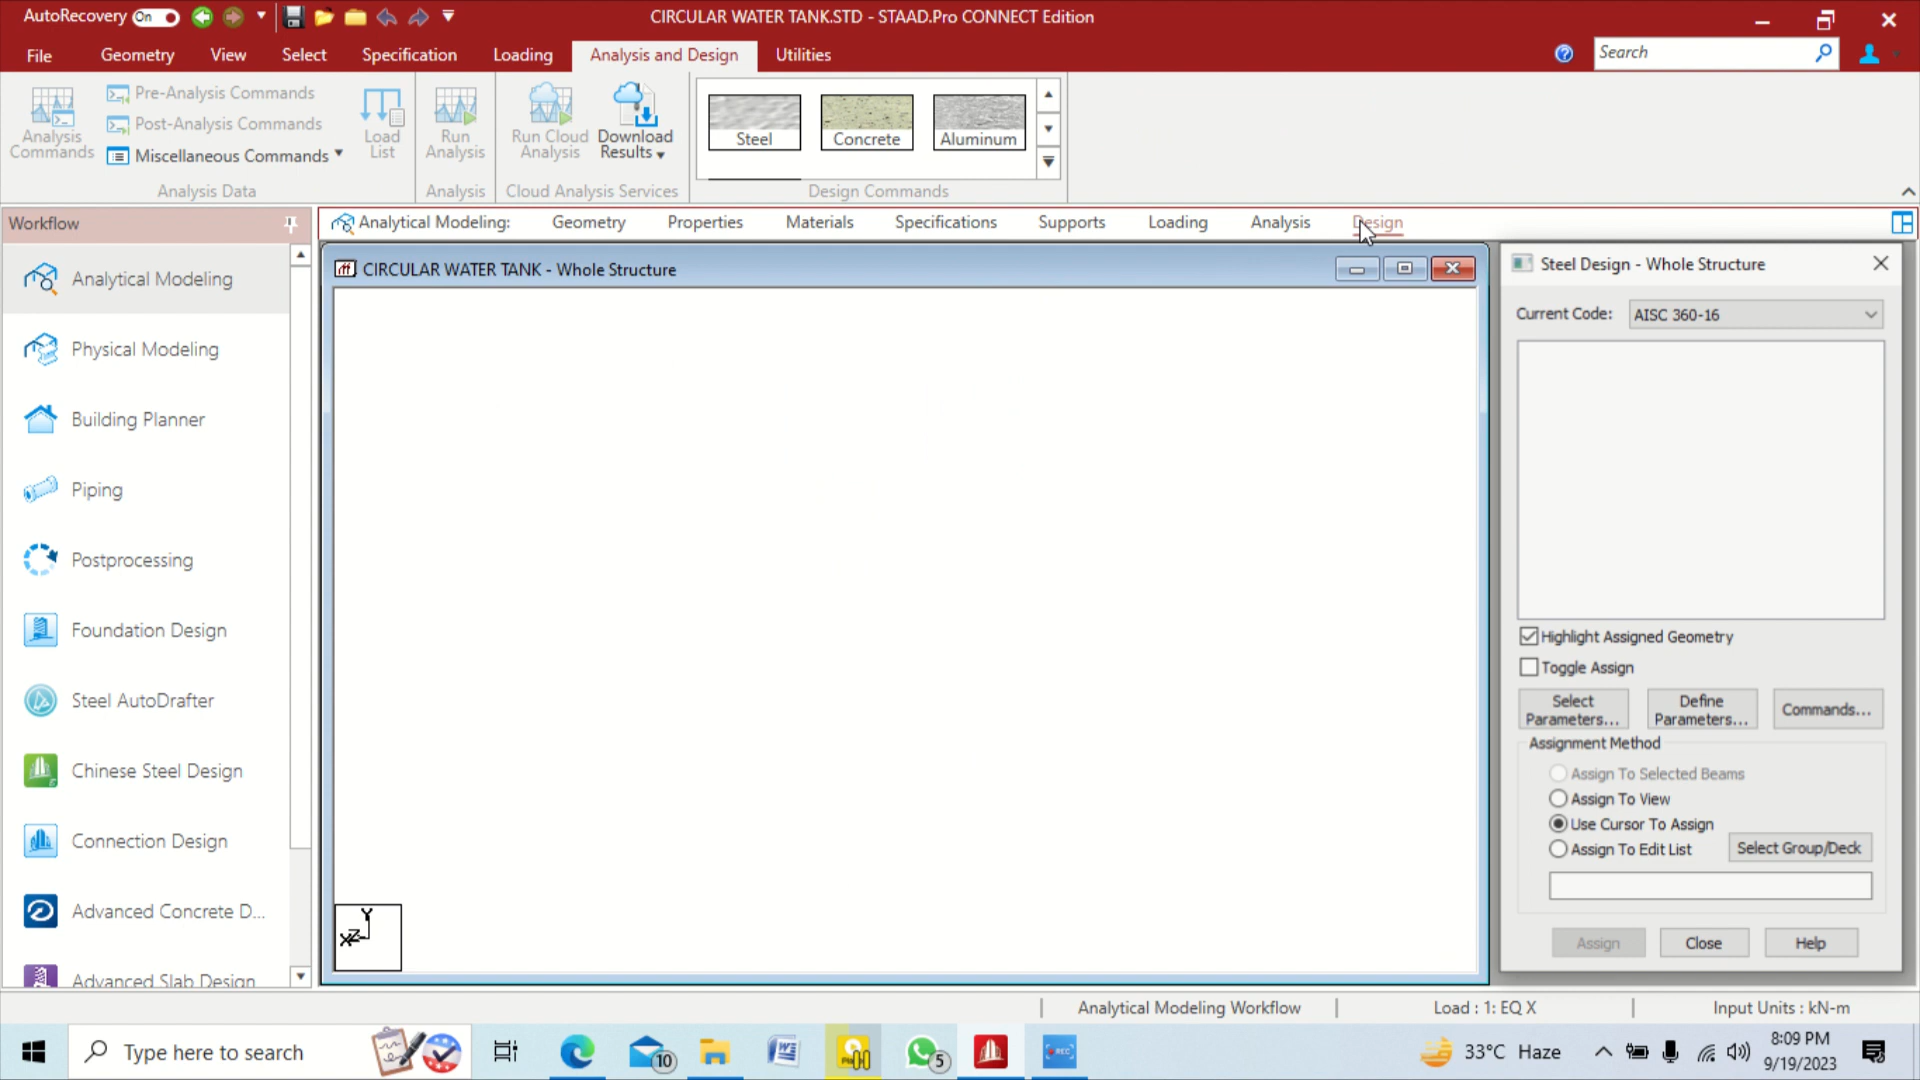 AutoRecovery On
CIRCULAR WATER TANK.STD - STAAD.Pro CONNECT Edition
File Geometry View Select Specification Loading Analysis and Design Utilities
Search
Analysis Commands
Pre-Analysis Commands
Post-Analysis Commands
Miscellaneous Commands
Load List
Analysis Data
Run Analysis
Analysis
Run Cloud Analysis
Download Results
Cloud Analysis Services
Steel
Concrete
Aluminum
Design Commands
Workflow
Analytical Modeling: Geometry Properties Materials Specifications Supports Loading Analysis Design
Analytical Modeling
Physical Modeling
Building Planner
Piping
Postprocessing
Foundation Design
Steel AutoDrafter
Chinese Steel Design
Connection Design
Advanced Concrete D...
Advanced Slab Design
CIRCULAR WATER TANK - Whole Structure
Y
X Z
Steel Design - Whole Structure
Current Code: AISC 360-16
Highlight Assigned Geometry
Toggle Assign
Select Parameters...
Define Parameters...
Commands...
Assignment Method
Assign To Selected Beams
Assign To View
Use Cursor To Assign
Assign To Edit List
Select Group/Deck
Assign Close Help
Analytical Modeling Workflow Load : 1: EQ X Input Units : kN-m
Type here to search
10
5
REC
33°C Haze
8:09 PM
9/19/2023